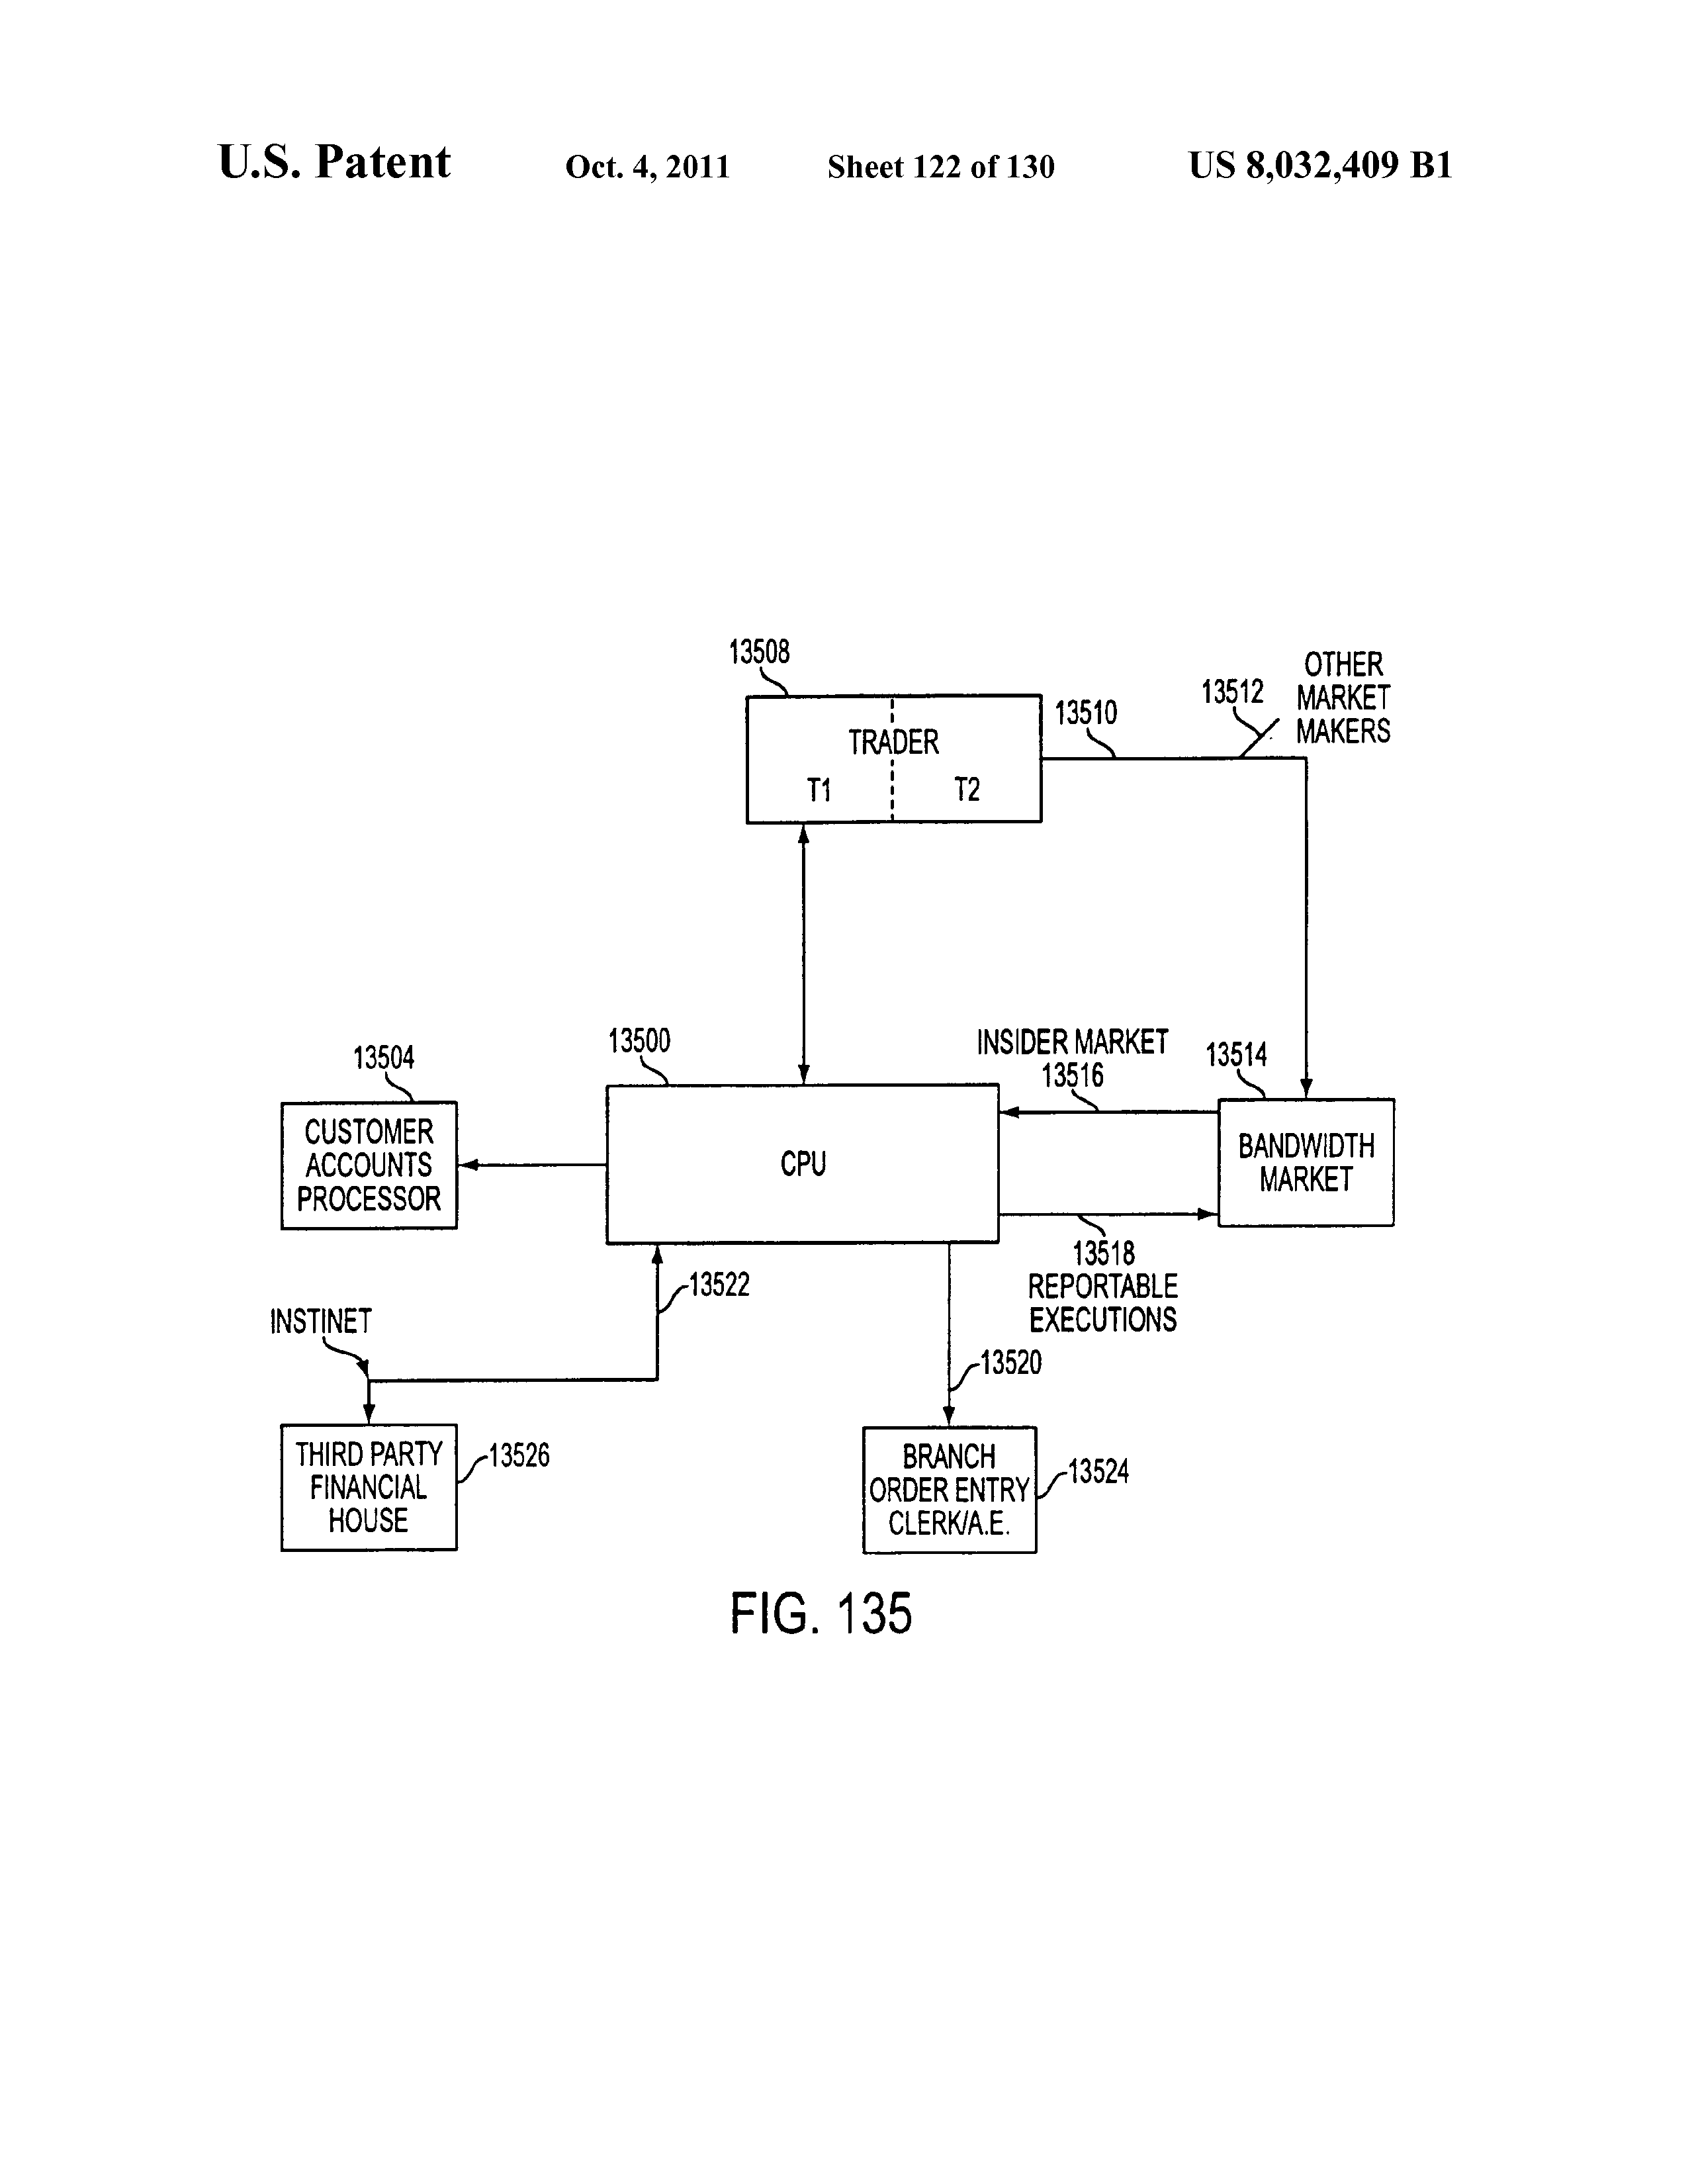 U.S. Patent Oct. 4, 2011 Sheet 122 of 130 US 8,032,409 B1
13508
TRADER
T1 T2
13510
13512
OTHER
MARKET
MAKERS
13504
CUSTOMER
ACCOUNTS
PROCESSOR
13500
CPU
INSIDER MARKET
13516
13514
BANDWIDTH
MARKET
13518
REPORTABLE
EXECUTIONS
13522
INSTINET
13520
THIRD PARTY
FINANCIAL
HOUSE
13526
BRANCH
ORDER ENTRY
CLERK/A.E.
13524
FIG. 135